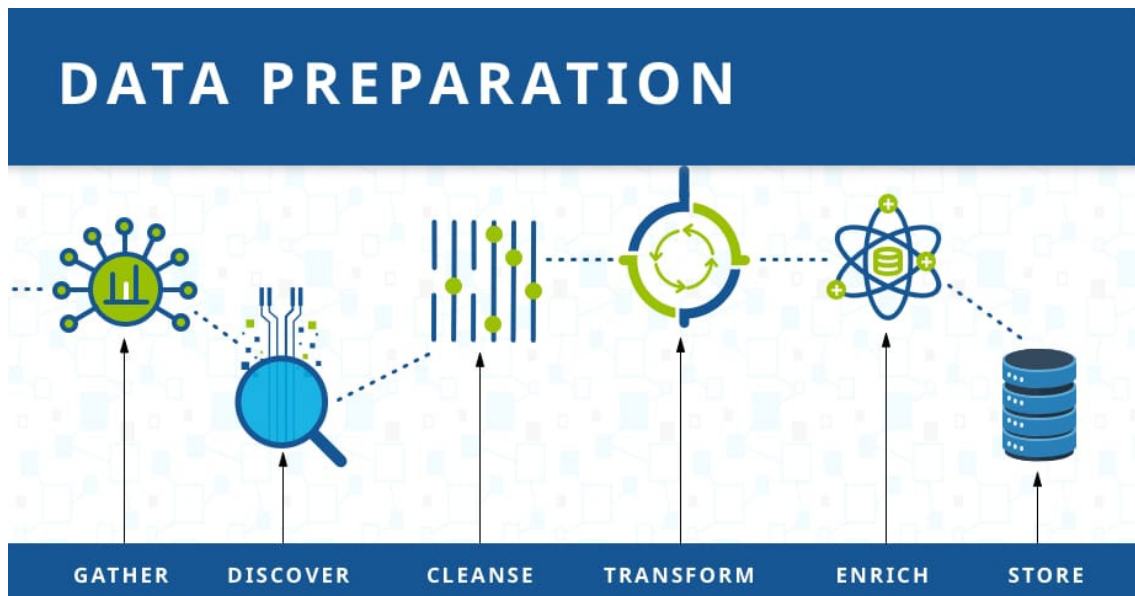 DATA PREPARATION
GATHER DISCOVER CLEANSE TRANSFORM ENRICH STORE